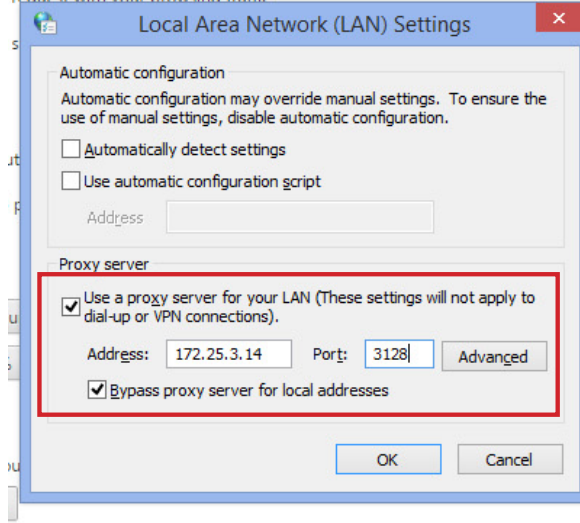 Local Area Network (LAN) Settings
Automatic configuration
Automatic configuration may override manual settings. To ensure the
use of manual settings, disable automatic configuration.
Automatically detect settings
Use automatic configuration script
Address
Proxy server
Use a proxy server for your LAN (These settings will not apply to
dial-up or VPN connections).
Address: 172.25.3.14 Port: 3128 Advanced
Bypass proxy server for local addresses
OK Cancel